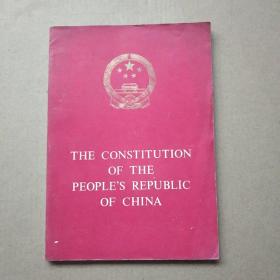 THE CONSTITUTION
OF THE
PEOPLE'S REPUBLIC
OF CHINA